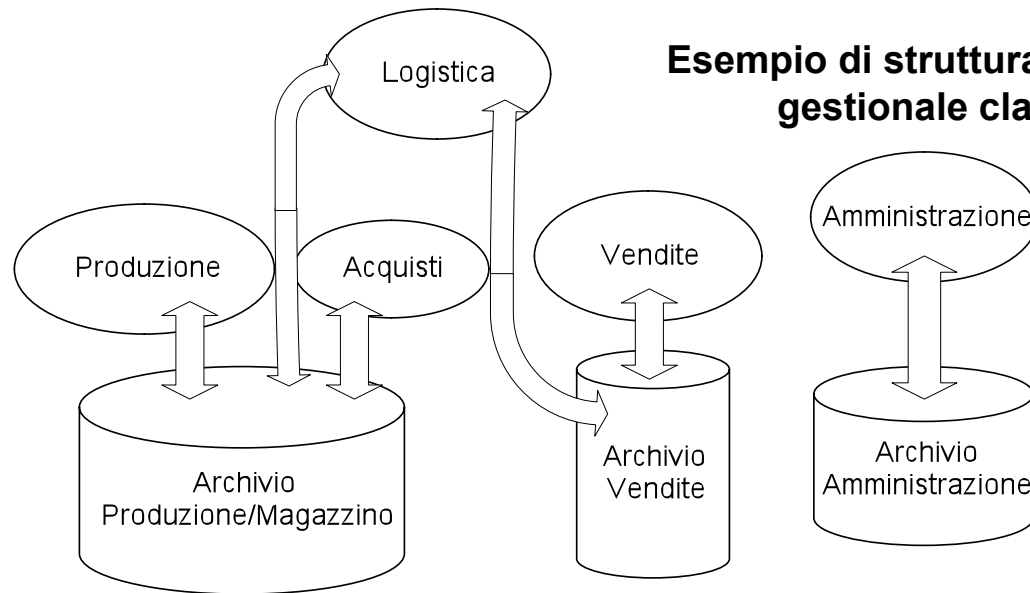 Esempio di struttura
gestionale cla
Logistica
Produzione
Acquisti
Vendite
Amministrazione
Archivio
Produzione/Magazzino
Archivio
Vendite
Archivio
Amministrazione